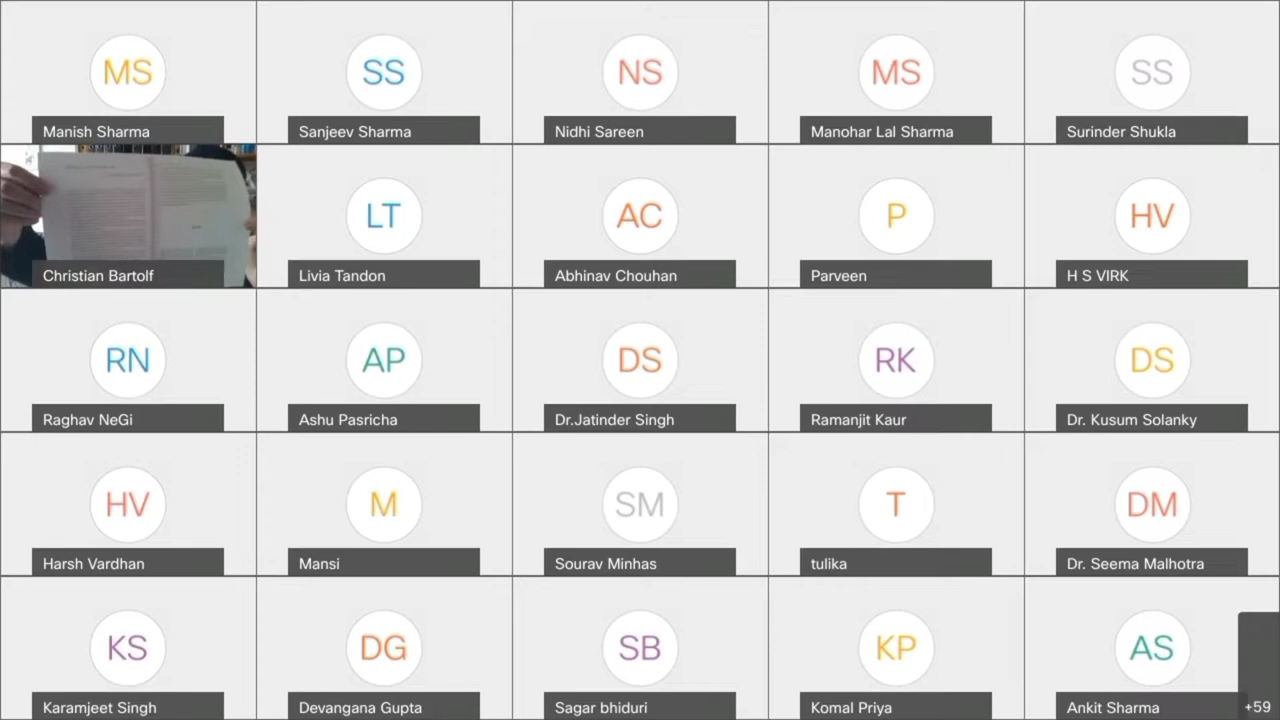 MS
SS
NS
MS
SS
Manish Sharma
Sanjeev Sharma
Nidhi Sareen
Manohar Lal Sharma
Surinder Shukla
LT
AC
P
HV
Christian Bartolf
Livia Tandon
Abhinav Chouhan
Parveen
H S VIRK
RN
AP
DS
RK
DS
Raghav NeGi
Ashu Pasricha
Dr.Jatinder Singh
Ramanjit Kaur
Dr. Kusum Solanky
HV
M
SM
T
DM
Harsh Vardhan
Mansi
Sourav Minhas
tulika
Dr. Seema Malhotra
KS
DG
SB
KP
AS
Karamjeet Singh
Devangana Gupta
Sagar bhiduri
Komal Priya
Ankit Sharma
+59